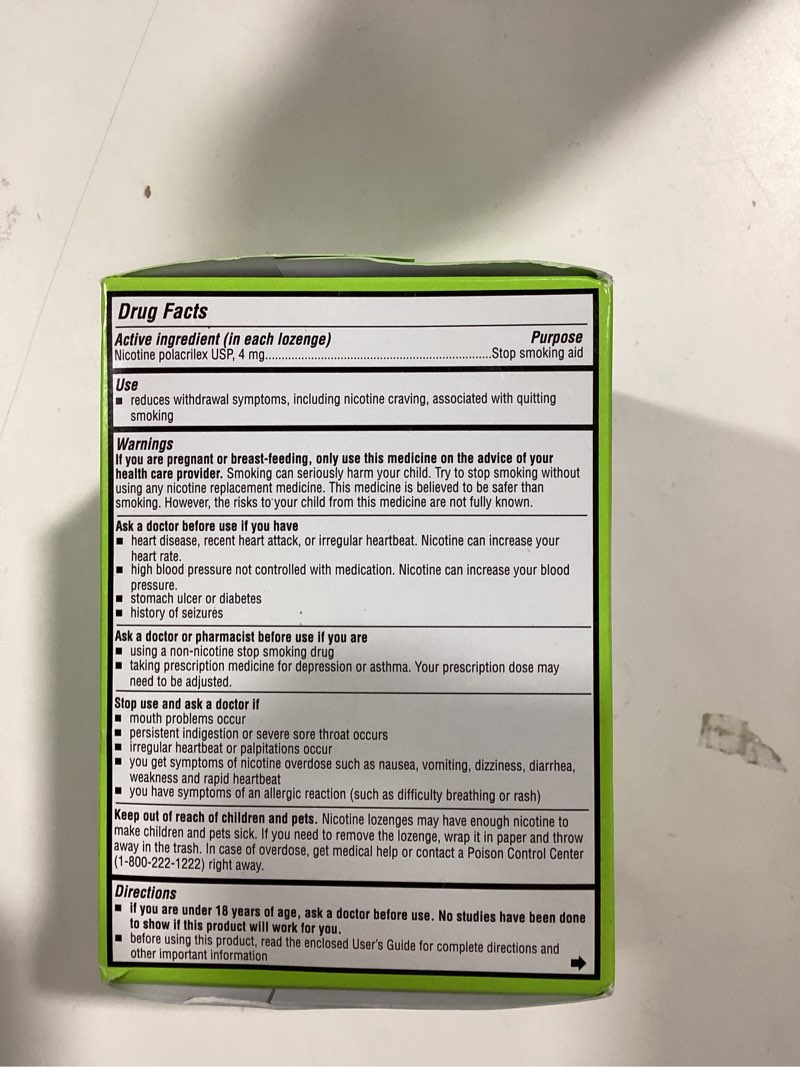 Drug Facts
Active ingredient (in each lozenge) Purpose
Nicotine polacrilex USP, 4 mg......................................................................Stop smoking aid
Use
■ reduces withdrawal symptoms, including nicotine craving, associated with quitting
smoking
Warnings
If you are pregnant or breast-feeding, only use this medicine on the advice of your
health care provider. Smoking can seriously harm your child. Try to stop smoking without
using any nicotine replacement medicine. This medicine is believed to be safer than
smoking. However, the risks to your child from this medicine are not fully known.
Ask a doctor before use if you have
■ heart disease, recent heart attack, or irregular heartbeat. Nicotine can increase your
heart rate.
■ high blood pressure not controlled with medication. Nicotine can increase your blood
pressure.
■ stomach ulcer or diabetes
■ history of seizures
Ask a doctor or pharmacist before use if you are
■ using a non-nicotine stop smoking drug
■ taking prescription medicine for depression or asthma. Your prescription dose may
need to be adjusted.
Stop use and ask a doctor if
■ mouth problems occur
■ persistent indigestion or severe sore throat occurs
■ irregular heartbeat or palpitations occur
■ you get symptoms of nicotine overdose such as nausea, vomiting, dizziness, diarrhea,
weakness and rapid heartbeat
■ you have symptoms of an allergic reaction (such as difficulty breathing or rash)
Keep out of reach of children and pets. Nicotine lozenges may have enough nicotine to
make children and pets sick. If you need to remove the lozenge, wrap it in paper and throw
away in the trash. In case of overdose, get medical help or contact a Poison Control Center
(1-800-222-1222) right away.
Directions
■ if you are under 18 years of age, ask a doctor before use. No studies have been done
to show if this product will work for you.
■ before using this product, read the enclosed User's Guide for complete directions and
other important information